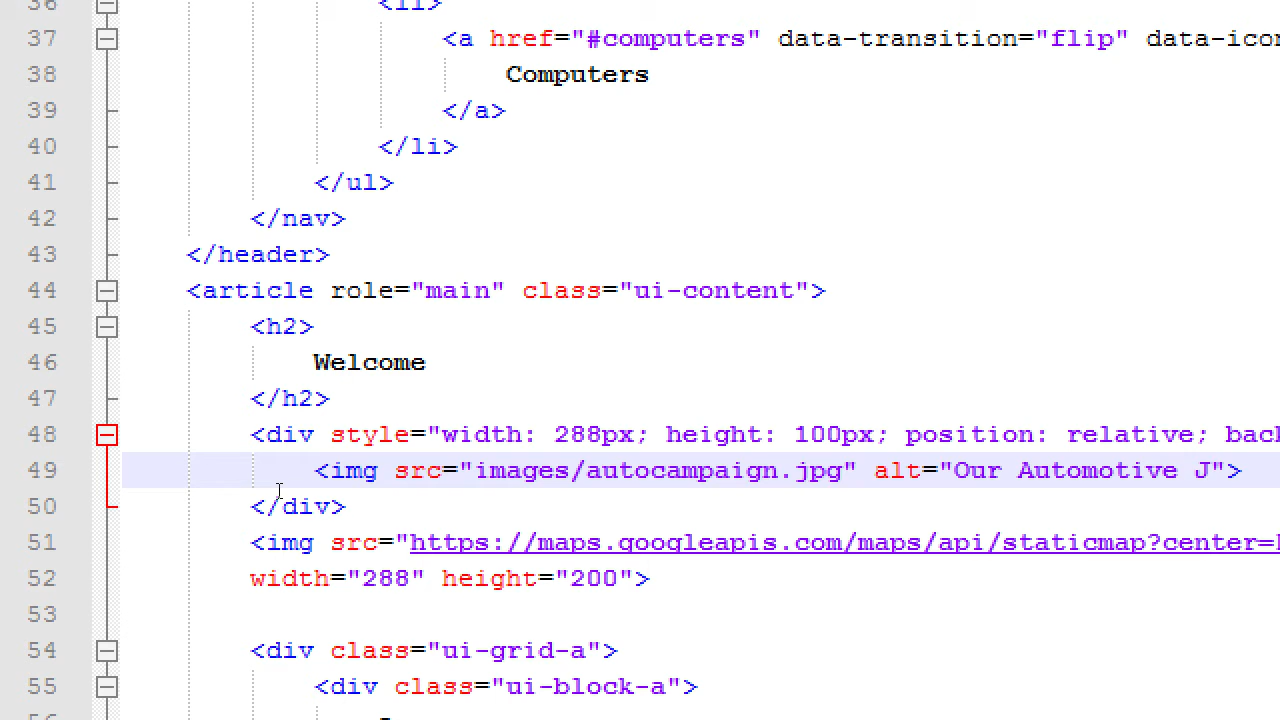 36 <li>
37 <a href="#computers" data-transition="flip" data-icon
38 Computers
39 </a>
40 </li>
41 </ul>
42 </nav>
43 </header>
44 <article role="main" class="ui-content">
45 <h2>
46 Welcome
47 </h2>
48 <div style="width: 288px; height: 100px; position: relative; bac
49 <img src="images/autocampaign.jpg" alt="Our Automotive J">
50 </div>
51 <img src="https://maps.googleapis.com/maps/api/staticmap?center=
52 width="288" height="200">
53
54 <div class="ui-grid-a">
55 <div class="ui-block-a">
56